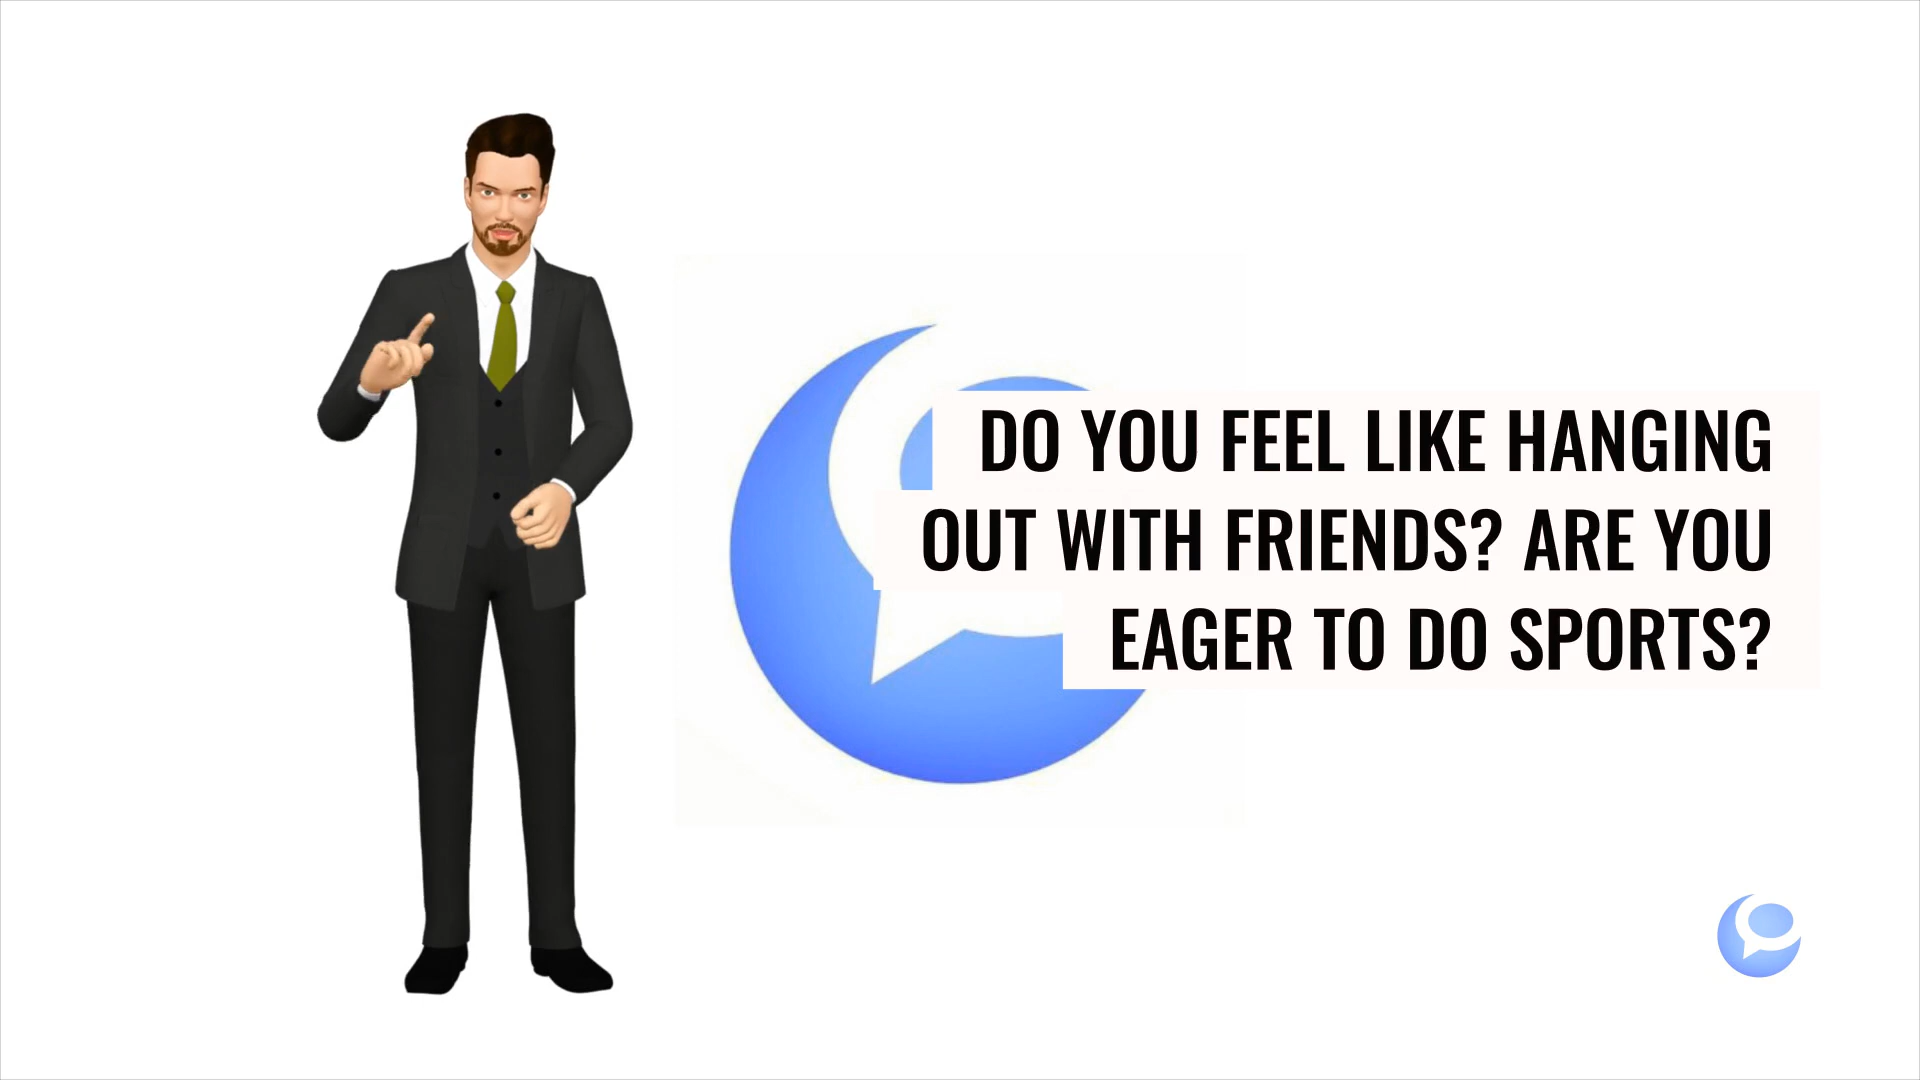 DO YOU FEEL LIKE HANGING
OUT WITH FRIENDS? ARE YOU
EAGER TO DO SPORTS?